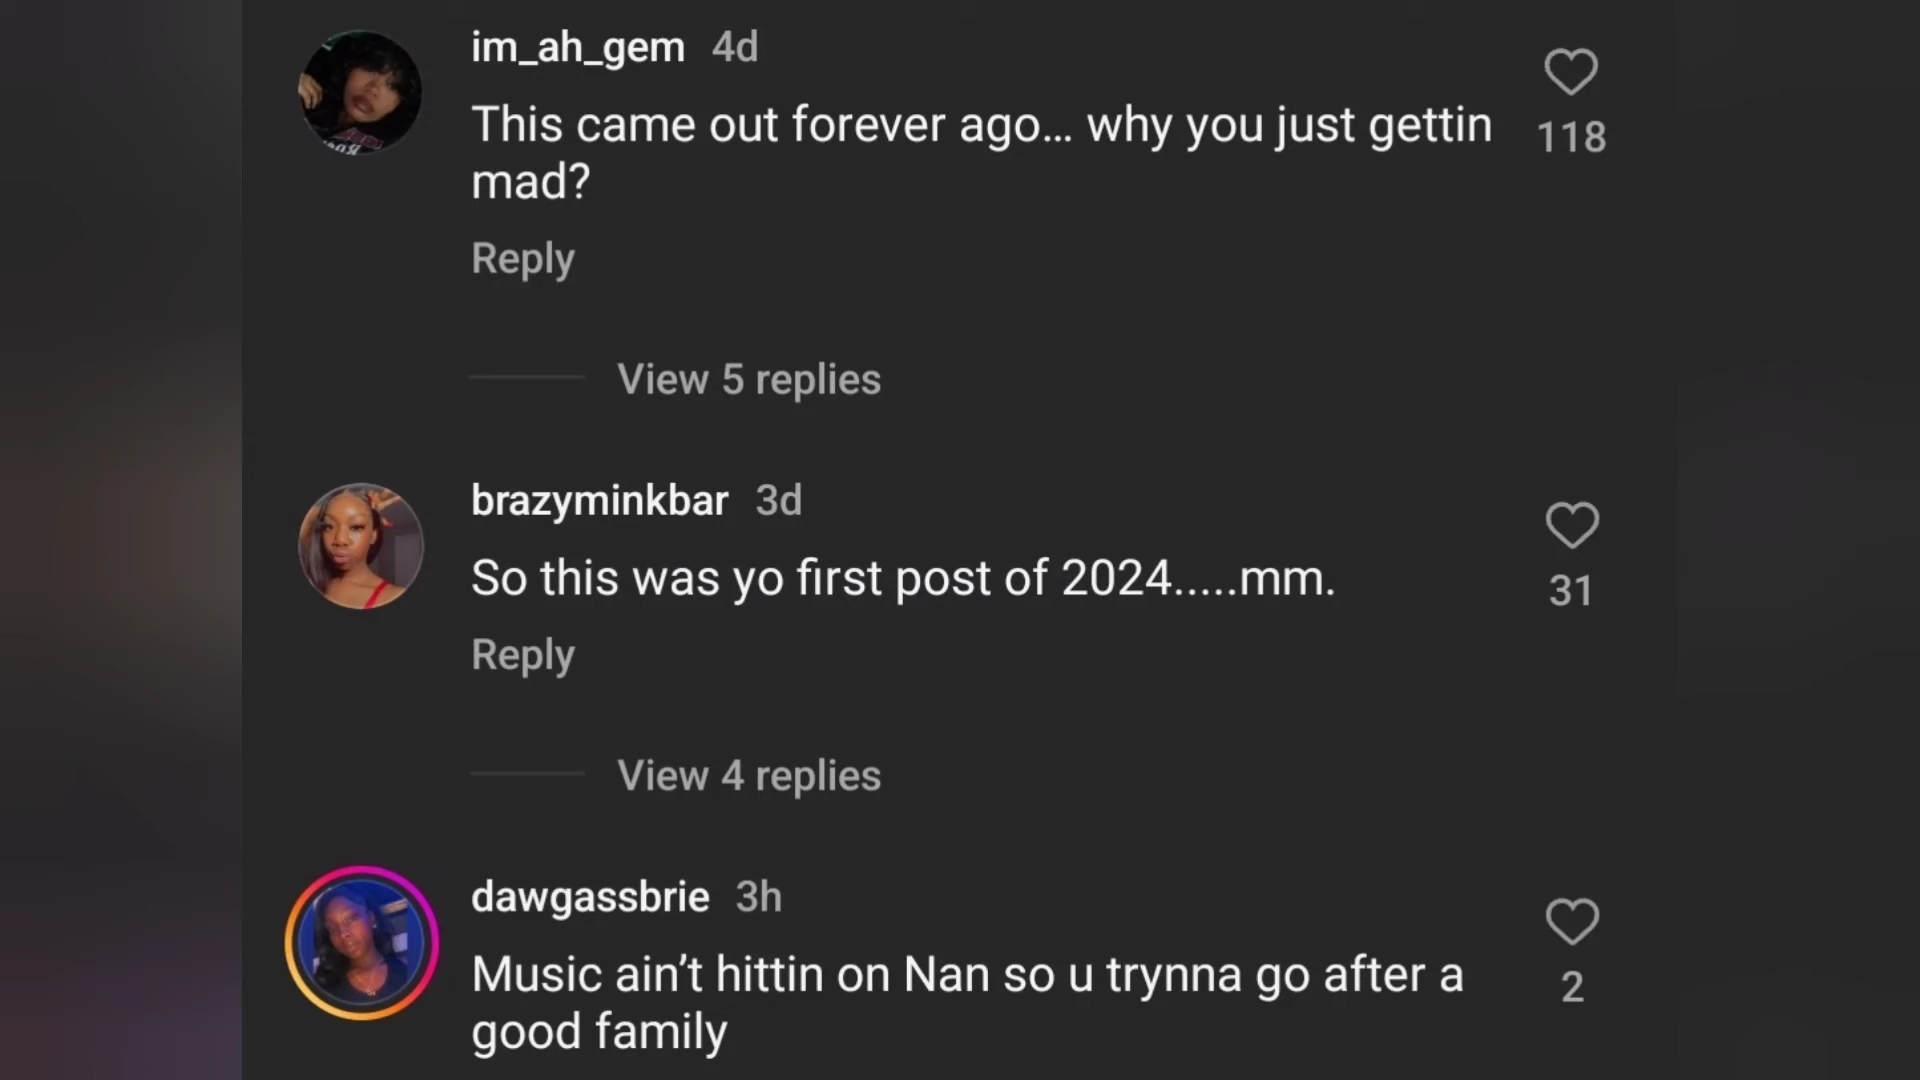 im_ah_gem 4d
This came out forever ago... why you just gettin
mad?
118
Reply
View 5 replies
brazyminkbar 3d
So this was yo first post of 2024.....mm.
31
Reply
View 4 replies
dawgassbrie 3h
Music ain't hittin on Nan so u trynna go after a
good family
2